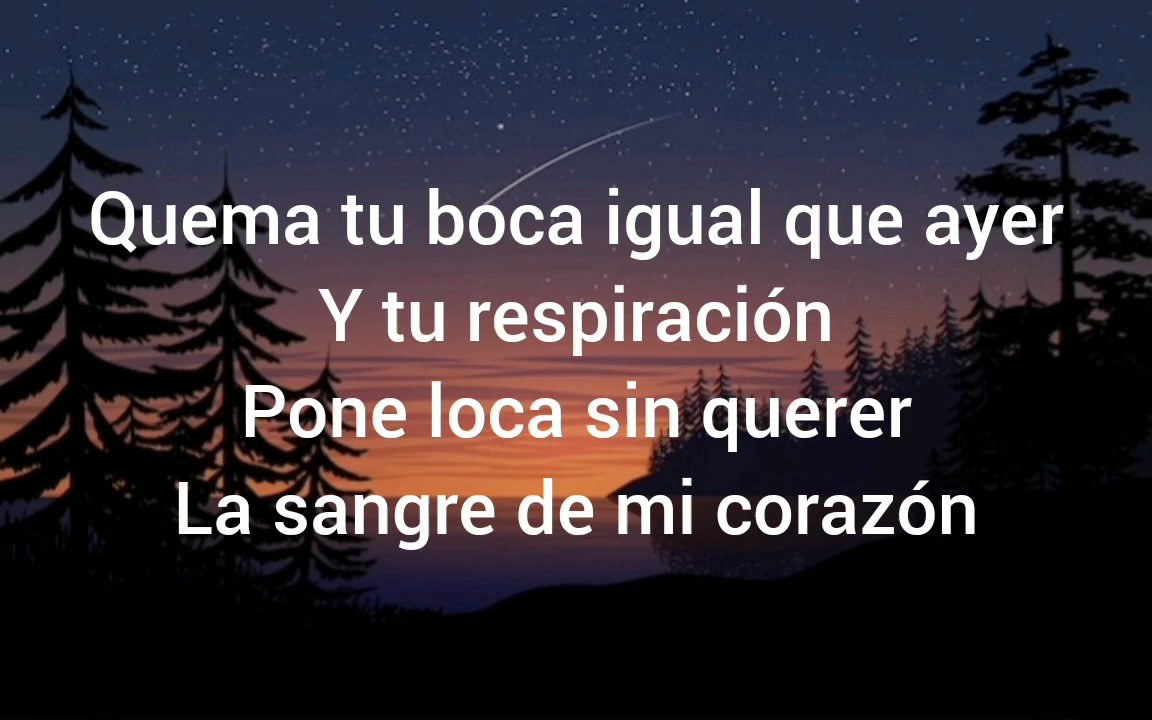 Quema tu boca igual que ayer
Y tu respiración
Pone loca sin querer
La sangre de mi corazón